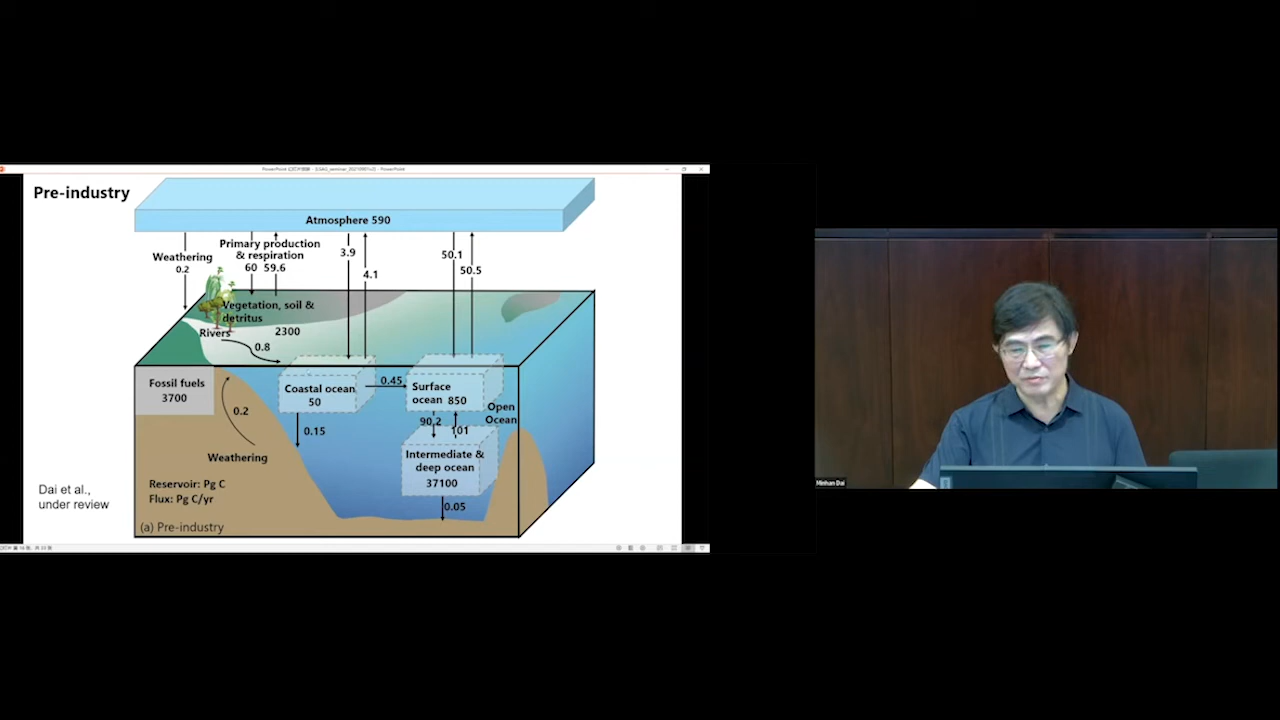 Pre-industry
Atmosphere 590
Weathering
0.2
Primary production
& respiration
60 59.6
3.9
4.1
50.1
50.5
Vegetation, soil &
detritus
2300
Rivers
0.8
Fossil fuels
3700
Coastal ocean
50
0.45
Surface
ocean 850
Open
Ocean
0.2
0.15
90.2
101
Weathering
Intermediate &
deep ocean
37100
0.05
Reservoir: Pg C
Flux: Pg C/yr
Dai et al.,
under review
(a) Pre-industry
Minhan Dai